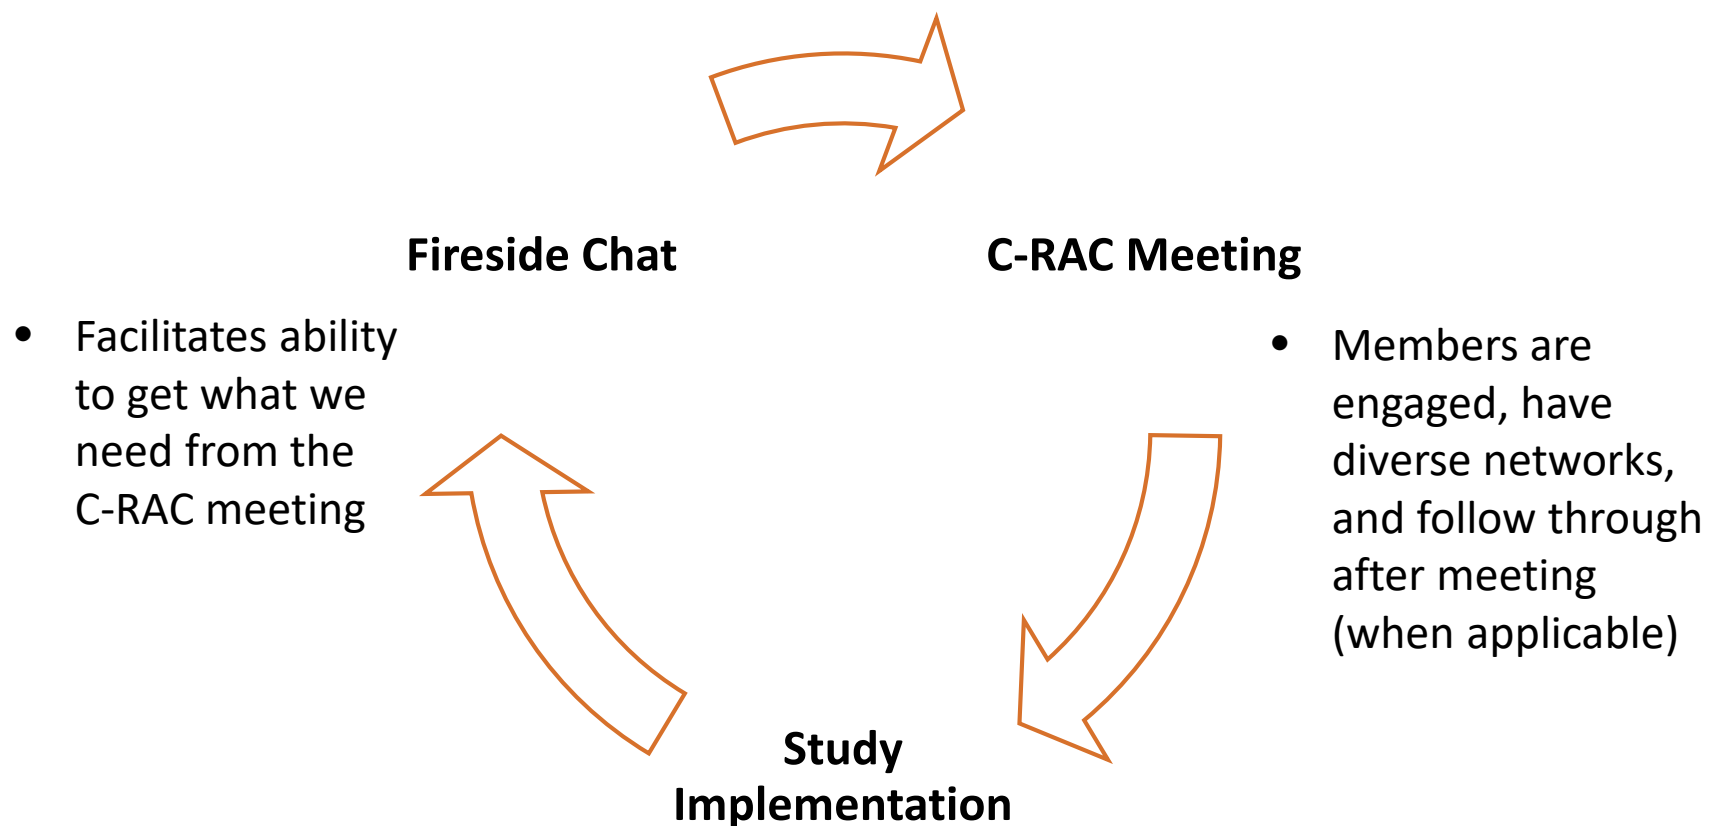 Fireside Chat
• Facilitates ability
to get what we
need from the
C-RAC meeting
C-RAC Meeting
• Members are
engaged, have
diverse networks,
and follow through
after meeting
(when applicable)
Study
Implementation